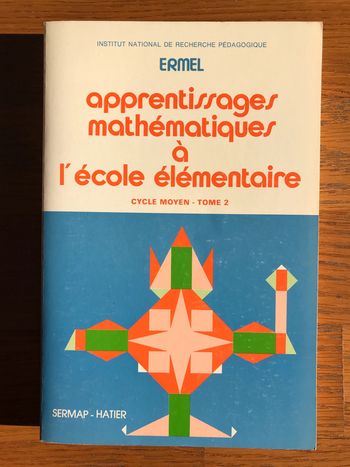 INSTITUT NATIONAL DE RECHERCHE PÉDAGOGIQUE
ERMEL
apprentissages
mathématiques
à
l'école élémentaire
CYCLE MOYEN - TOME 2
SERMAP - HATIER